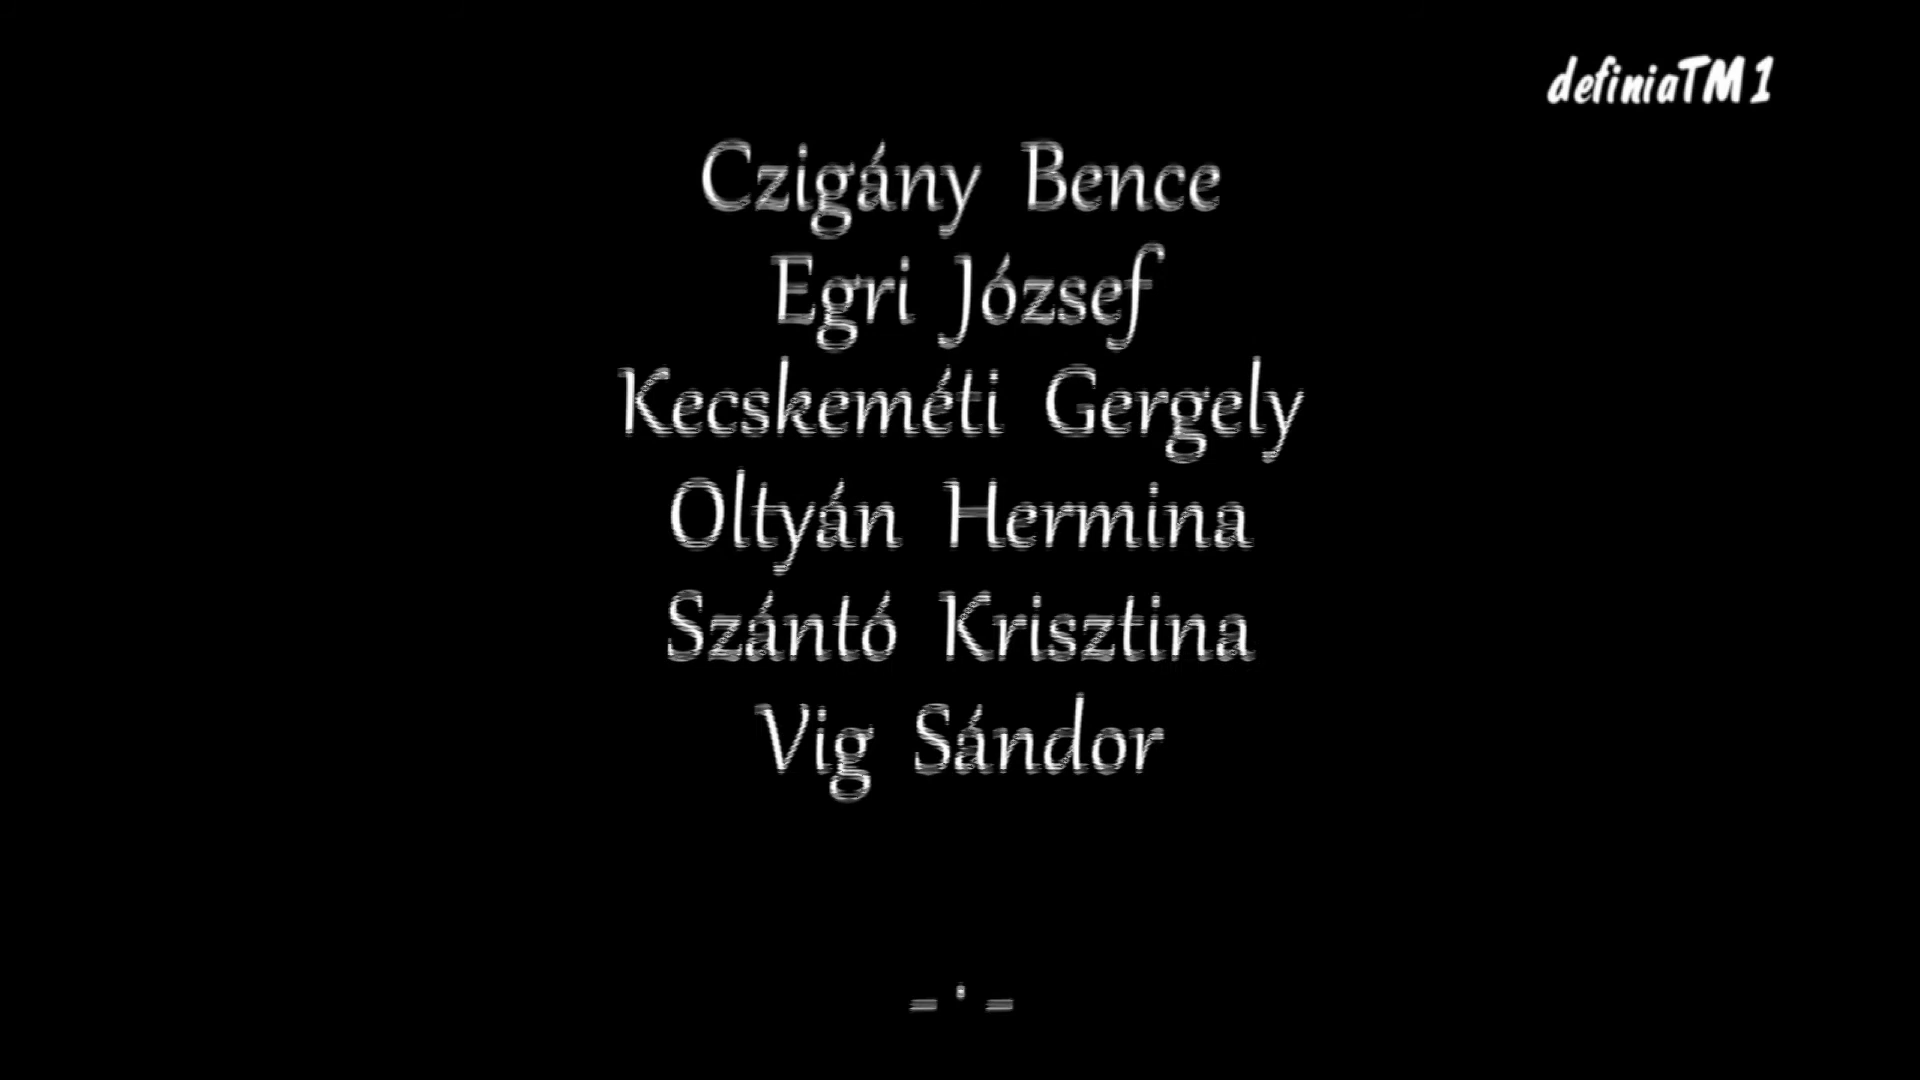 definiaTM1
Czigány Bence
Egri József
Kecskeméti Gergely
Oltyán Hermina
Szántó Krisztina
Vig Sándor
- · -